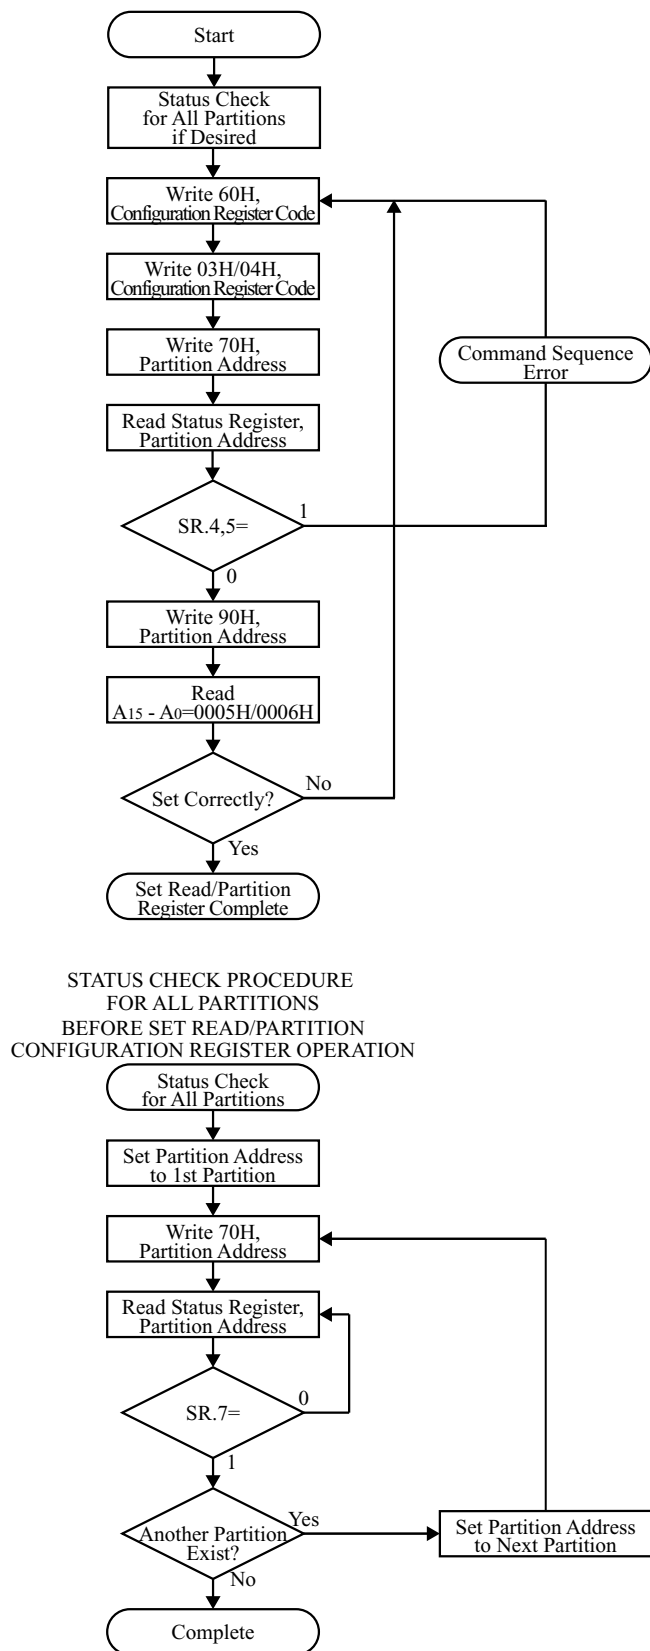 Start
Status Check
for All Partitions
if Desired
Write 60H,
Configuration Register Code
Write 03H/04H,
Configuration Register Code
Write 70H,
Partition Address
Command Sequence
Error
Read Status Register,
Partition Address
SR.4,5=
1
0
Write 90H,
Partition Address
Read
A15 - A0=0005H/0006H
Set Correctly?
No
Yes
Set Read/Partition
Register Complete
STATUS CHECK PROCEDURE
FOR ALL PARTITIONS
BEFORE SET READ/PARTITION
CONFIGURATION REGISTER OPERATION
Status Check
for All Partitions
Set Partition Address
to 1st Partition
Write 70H,
Partition Address
Read Status Register,
Partition Address
SR.7=
0
1
Another Partition
Exist?
Yes
Set Partition Address
to Next Partition
No
Complete